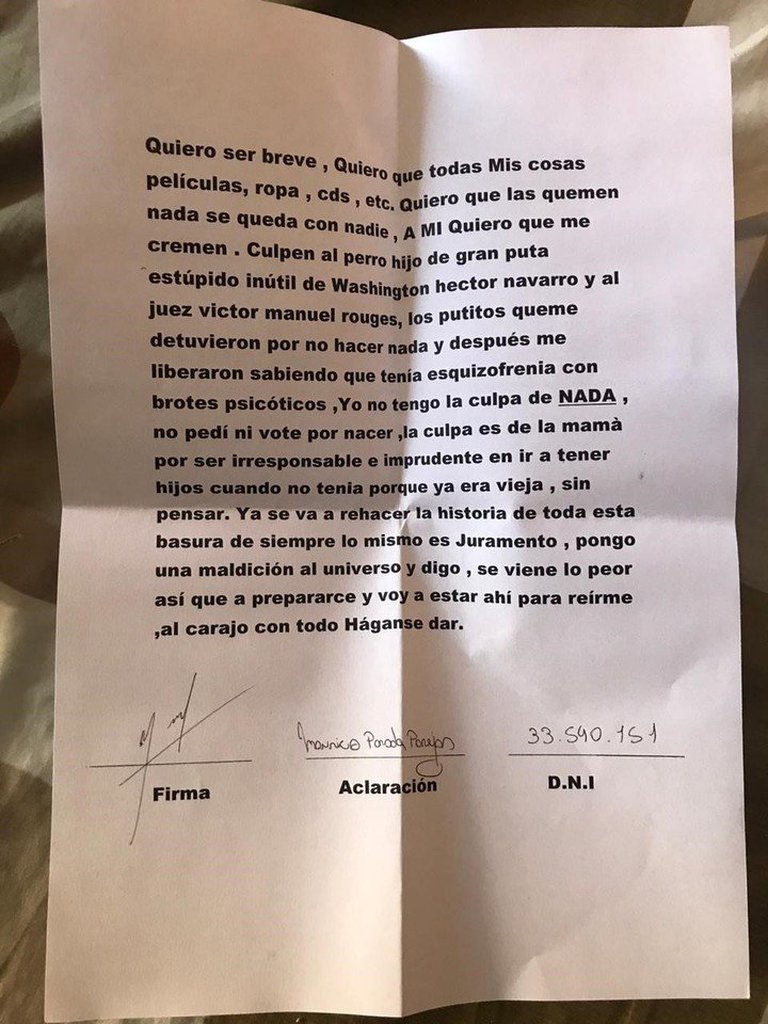 Quiero ser breve , Quiero que todas Mis cosas
películas, ropa , cds , etc. Quiero que las quemen
nada se queda con nadie , A MI Quiero que me
cremen . Culpen al perro hijo de gran puta
estúpido inútil de Washington hector navarro y al
juez victor manuel rouges, los putitos queme
detuvieron por no hacer nada y después me
liberaron sabiendo que tenía esquizofrenia con
brotes psicóticos ,Yo no tengo la culpa de NADA ,
no pedí ni vote por nacer ,la culpa es de la mamà
por ser irresponsable e imprudente en ir a tener
hijos cuando no tenia porque ya era vieja , sin
pensar. Ya se va a rehacer la historia de toda esta
basura de siempre lo mismo es Juramento , pongo
una maldición al universo y digo , se viene lo peor
así que a prepararce y voy a estar ahí para reírme
,al carajo con todo Háganse dar.
Parada 33.590.151
Firma Aclaración D.N.I